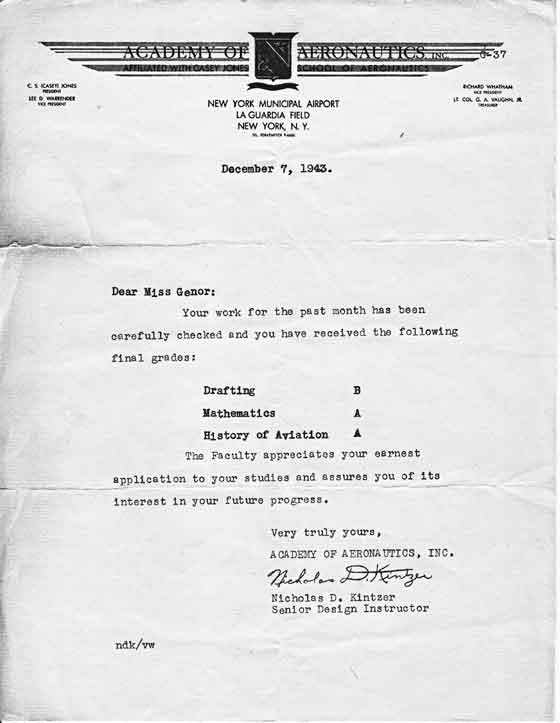 ACADEMY OF AERONAUTICS, INC.
G-37
AFFILIATED WITH CASEY JONES SCHOOL OF AERONAUTICS
C. S. (CASEY) JONES
PRESIDENT
LEE D. WARRENDER
VICE PRESIDENT
RICHARD WHATHAM
VICE PRESIDENT
LT. COL. G. A. VAUGHN, JR.
TREASURER
NEW YORK MUNICIPAL AIRPORT
LA GUARDIA FIELD
NEW YORK, N. Y.
December 7, 1943.
Dear Miss Genor:
Your work for the past month has been
carefully checked and you have received the following
final grades:
Drafting B
Mathematics A
History of Aviation A
The Faculty appreciates your earnest
application to your studies and assures you of its
interest in your future progress.
Very truly yours,
ACADEMY OF AERONAUTICS, INC.
Nicholas D. Kintzer
Nicholas D. Kintzer
Senior Design Instructor
ndk/vw